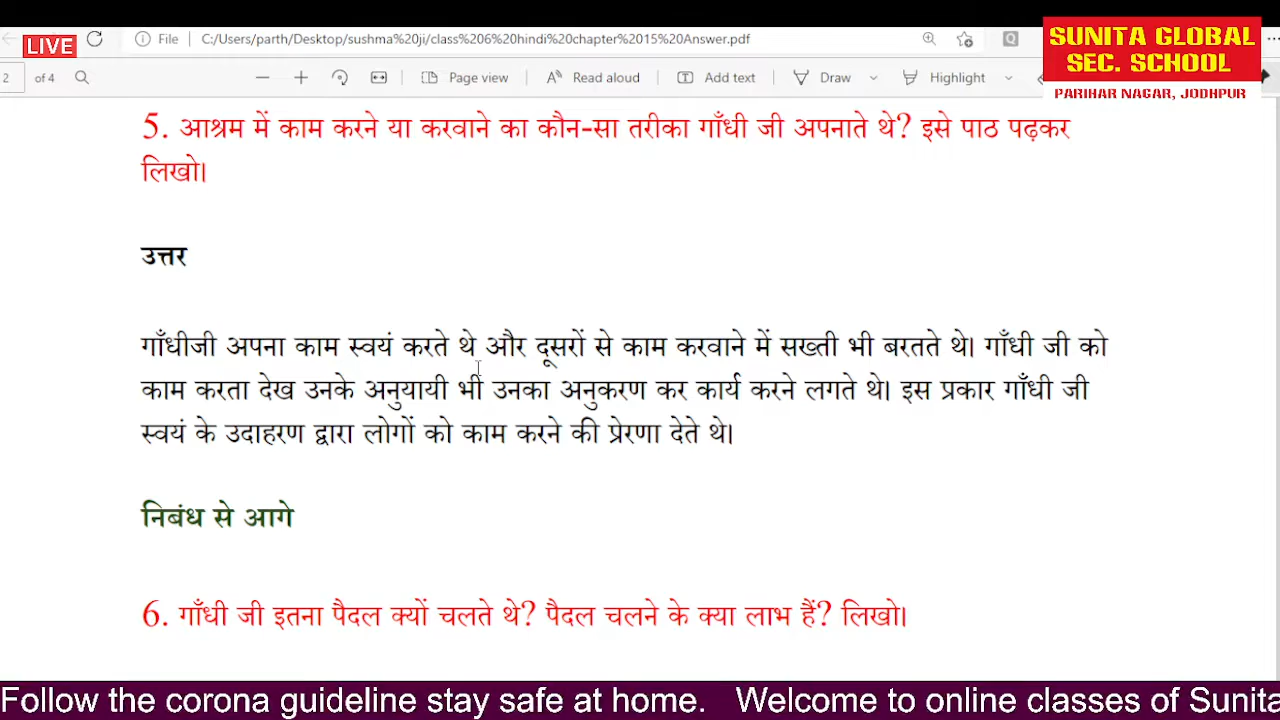 LIVE
File C:/Users/parth/Desktop/sushma%20ji/class%206%20hindi%20chapter%2015%20Answer.pdf
SUNITA GLOBAL
SEC. SCHOOL
PARIHAR NAGAR, JODHPUR
2 of 4 Page view Read aloud Add text Draw Highlight
5. आश्रम में काम करने या करवाने का कौन-सा तरीका गाँधी जी अपनाते थे? इसे पाठ पढ़कर
लिखो।
उत्तर
गाँधीजी अपना काम स्वयं करते थे और दूसरों से काम करवाने में सख्ती भी बरतते थे। गाँधी जी को
काम करता देख उनके अनुयायी भी उनका अनुकरण कर कार्य करने लगते थे। इस प्रकार गाँधी जी
स्वयं के उदाहरण द्वारा लोगों को काम करने की प्रेरणा देते थे।
निबंध से आगे
6. गाँधी जी इतना पैदल क्यों चलते थे? पैदल चलने के क्या लाभ हैं? लिखो।
Follow the corona guideline stay safe at home. Welcome to online classes of Sunita